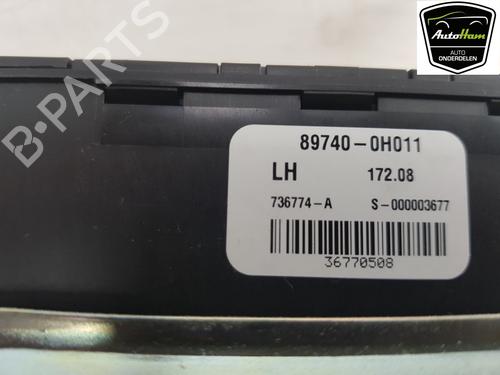 AutoHam
AUTO
ONDERDELEN
B-PARTS
89740-0H011
LH 172.08
736774-A S-000003677
36770508